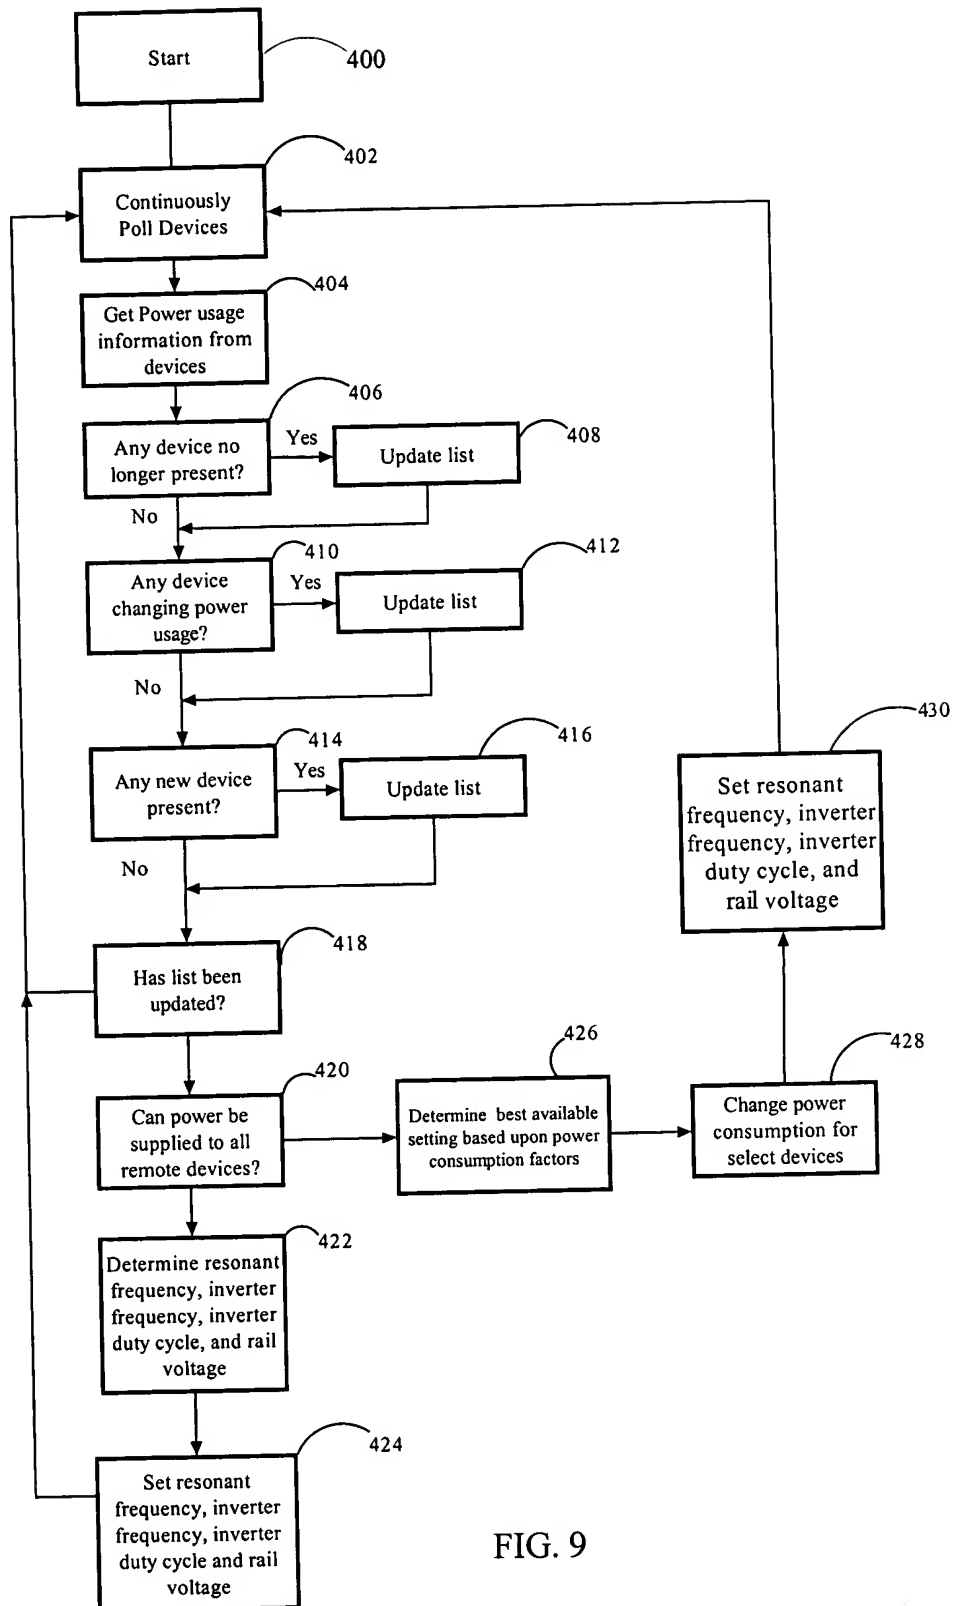 Start
400
402
Continuously
Poll Devices
404
Get Power usage
information from
devices
406
Any device no
longer present?
Yes
Update list
408
No
410
Any device
changing power
usage?
Yes
Update list
412
No
414
Any new device
present?
Yes
Update list
416
No
430
Set resonant
frequency, inverter
frequency, inverter
duty cycle, and
rail voltage
418
Has list been
updated?
420
Can power be
supplied to all
remote devices?
426
Determine best available
setting based upon power
consumption factors
428
Change power
consumption for
select devices
422
Determine resonant
frequency, inverter
frequency, inverter
duty cycle, and rail
voltage
424
Set resonant
frequency, inverter
frequency, inverter
duty cycle and rail
voltage
FIG. 9